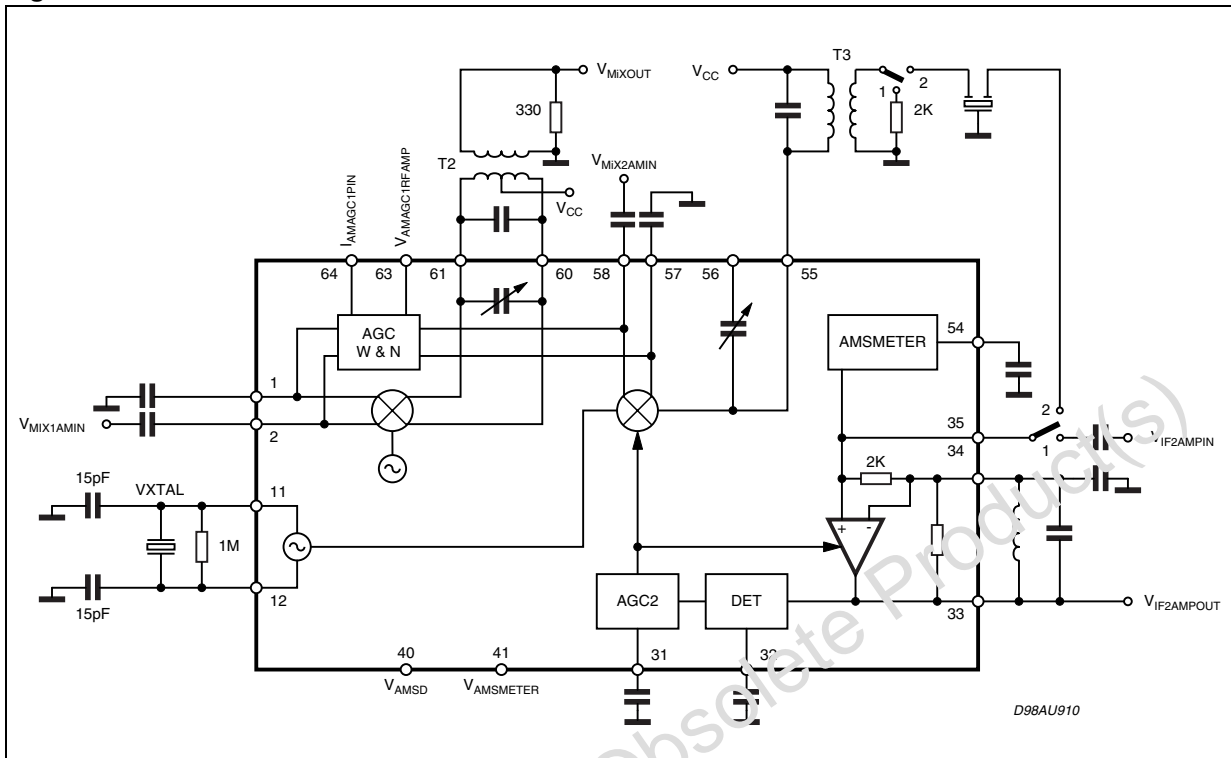 T3
VMiXOUT
VCC
2
1
330
2K
T2
VMiX2AMIN
VCC
IAMAGC1PIN
VAMAGC1RFAMP
64
63
61
60
58
57
56
55
AGC
W & N
AMSMETER
54
1
VMIX1AMIN
2
2
35
1
VIF2AMPIN
34
15pF
VXTAL
11
2K
1M
+
-
12
15pF
AGC2
DET
33
VIF2AMPOUT
40
41
31
32
VAMSD
VAMSMETER
D98AU910
Obsolete Product(s)